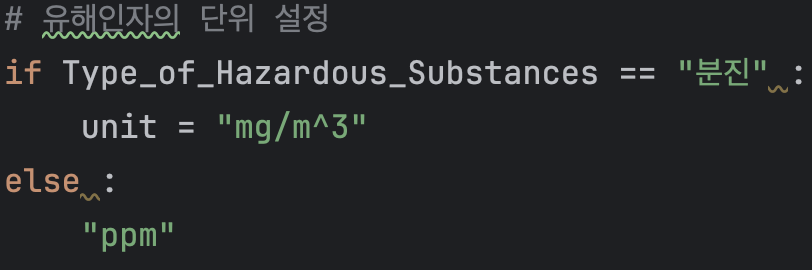 # 유해인자의 단위 설정
if Type_of_Hazardous_Substances == "분진" :
    unit = "mg/m^3"
else :
    "ppm"